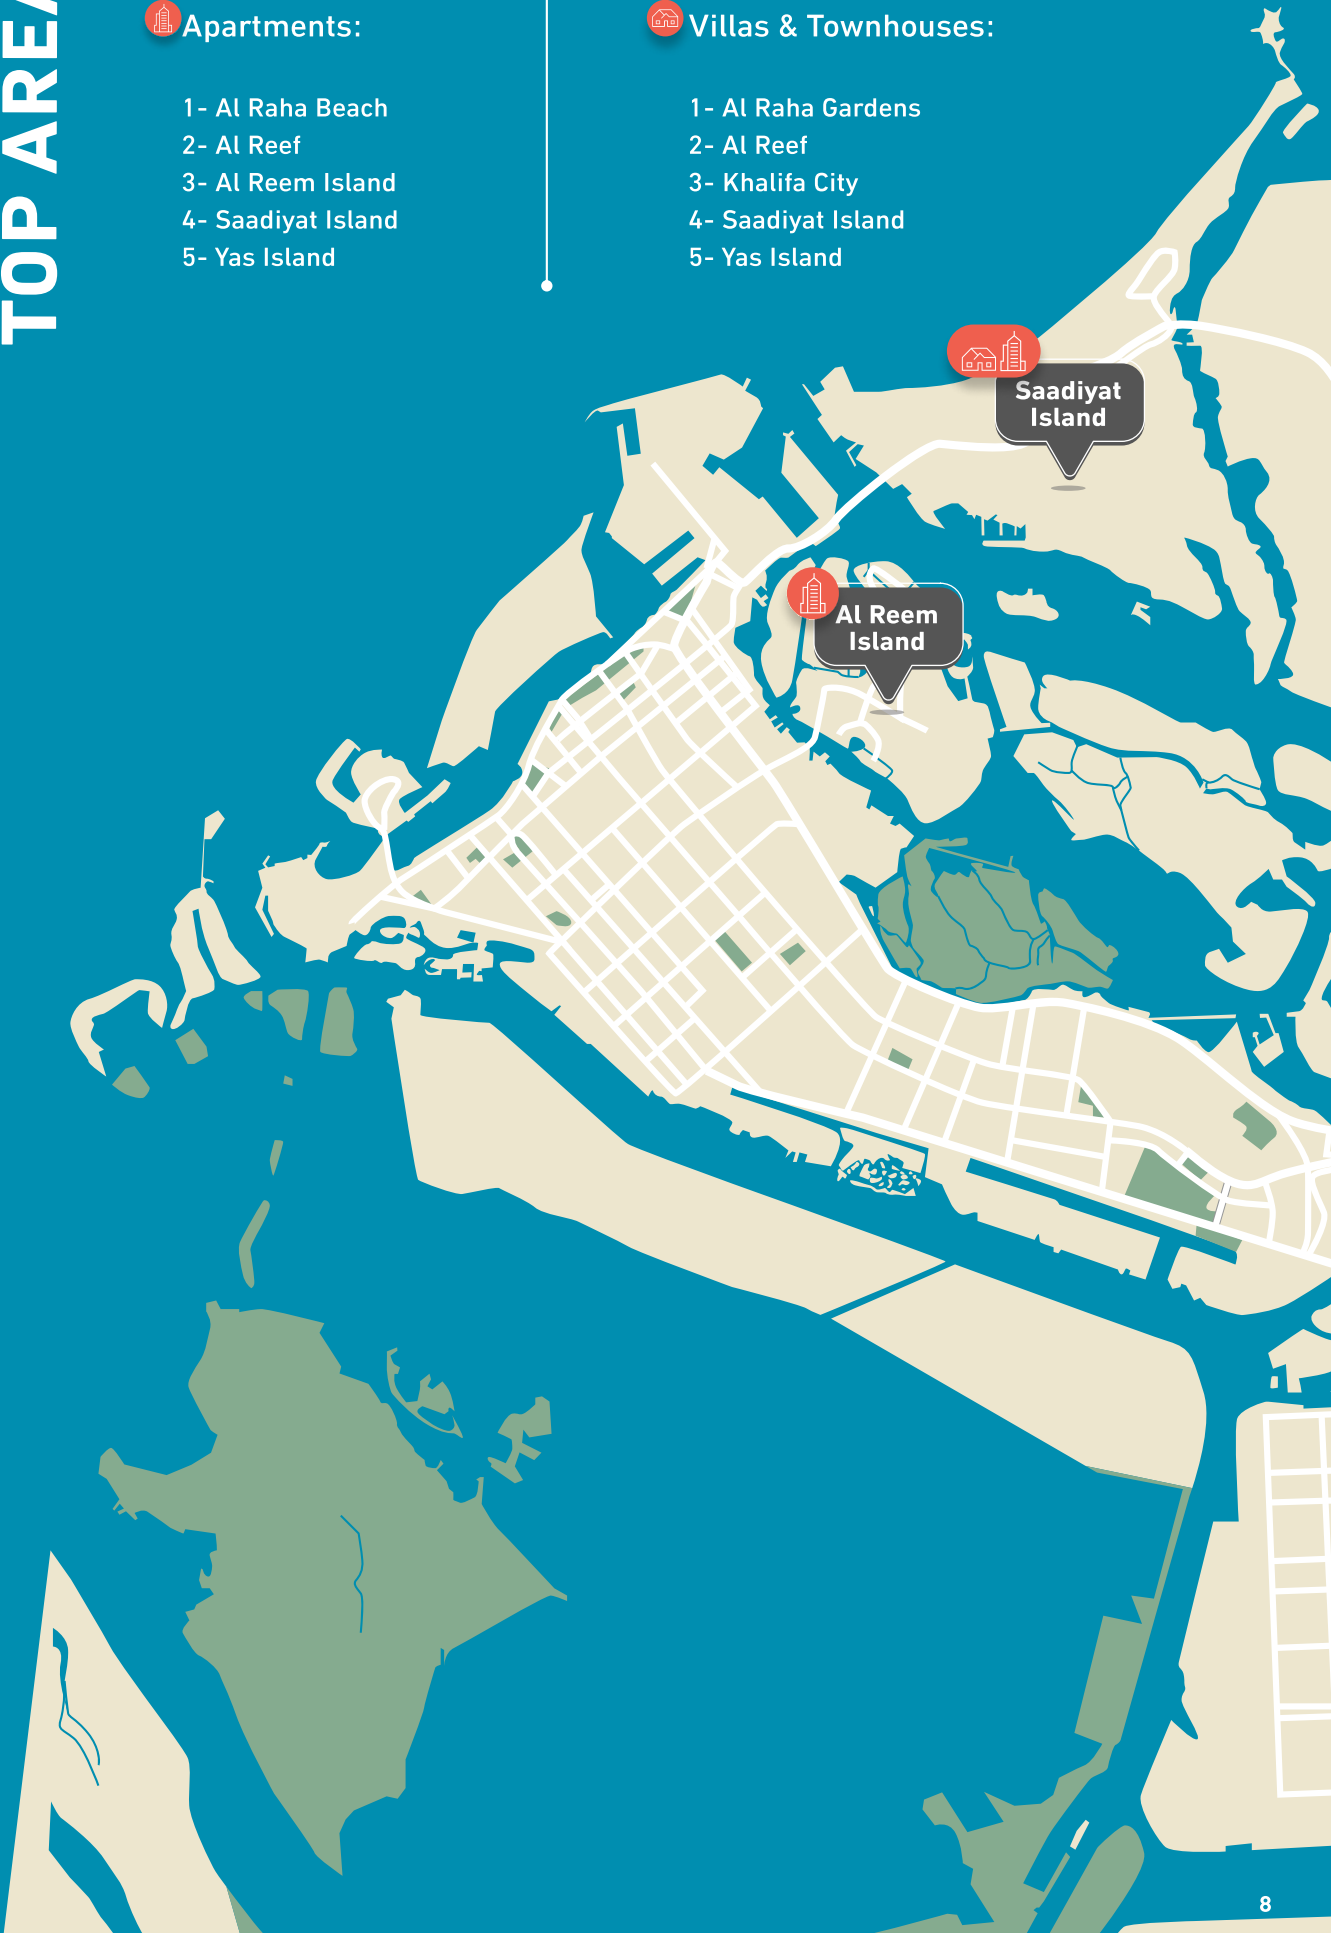 TOP AREA
Apartments:
1- Al Raha Beach
2- Al Reef
3- Al Reem Island
4- Saadiyat Island
5- Yas Island
Villas & Townhouses:
1- Al Raha Gardens
2- Al Reef
3- Khalifa City
4- Saadiyat Island
5- Yas Island
Saadiyat
Island
Al Reem
Island
8